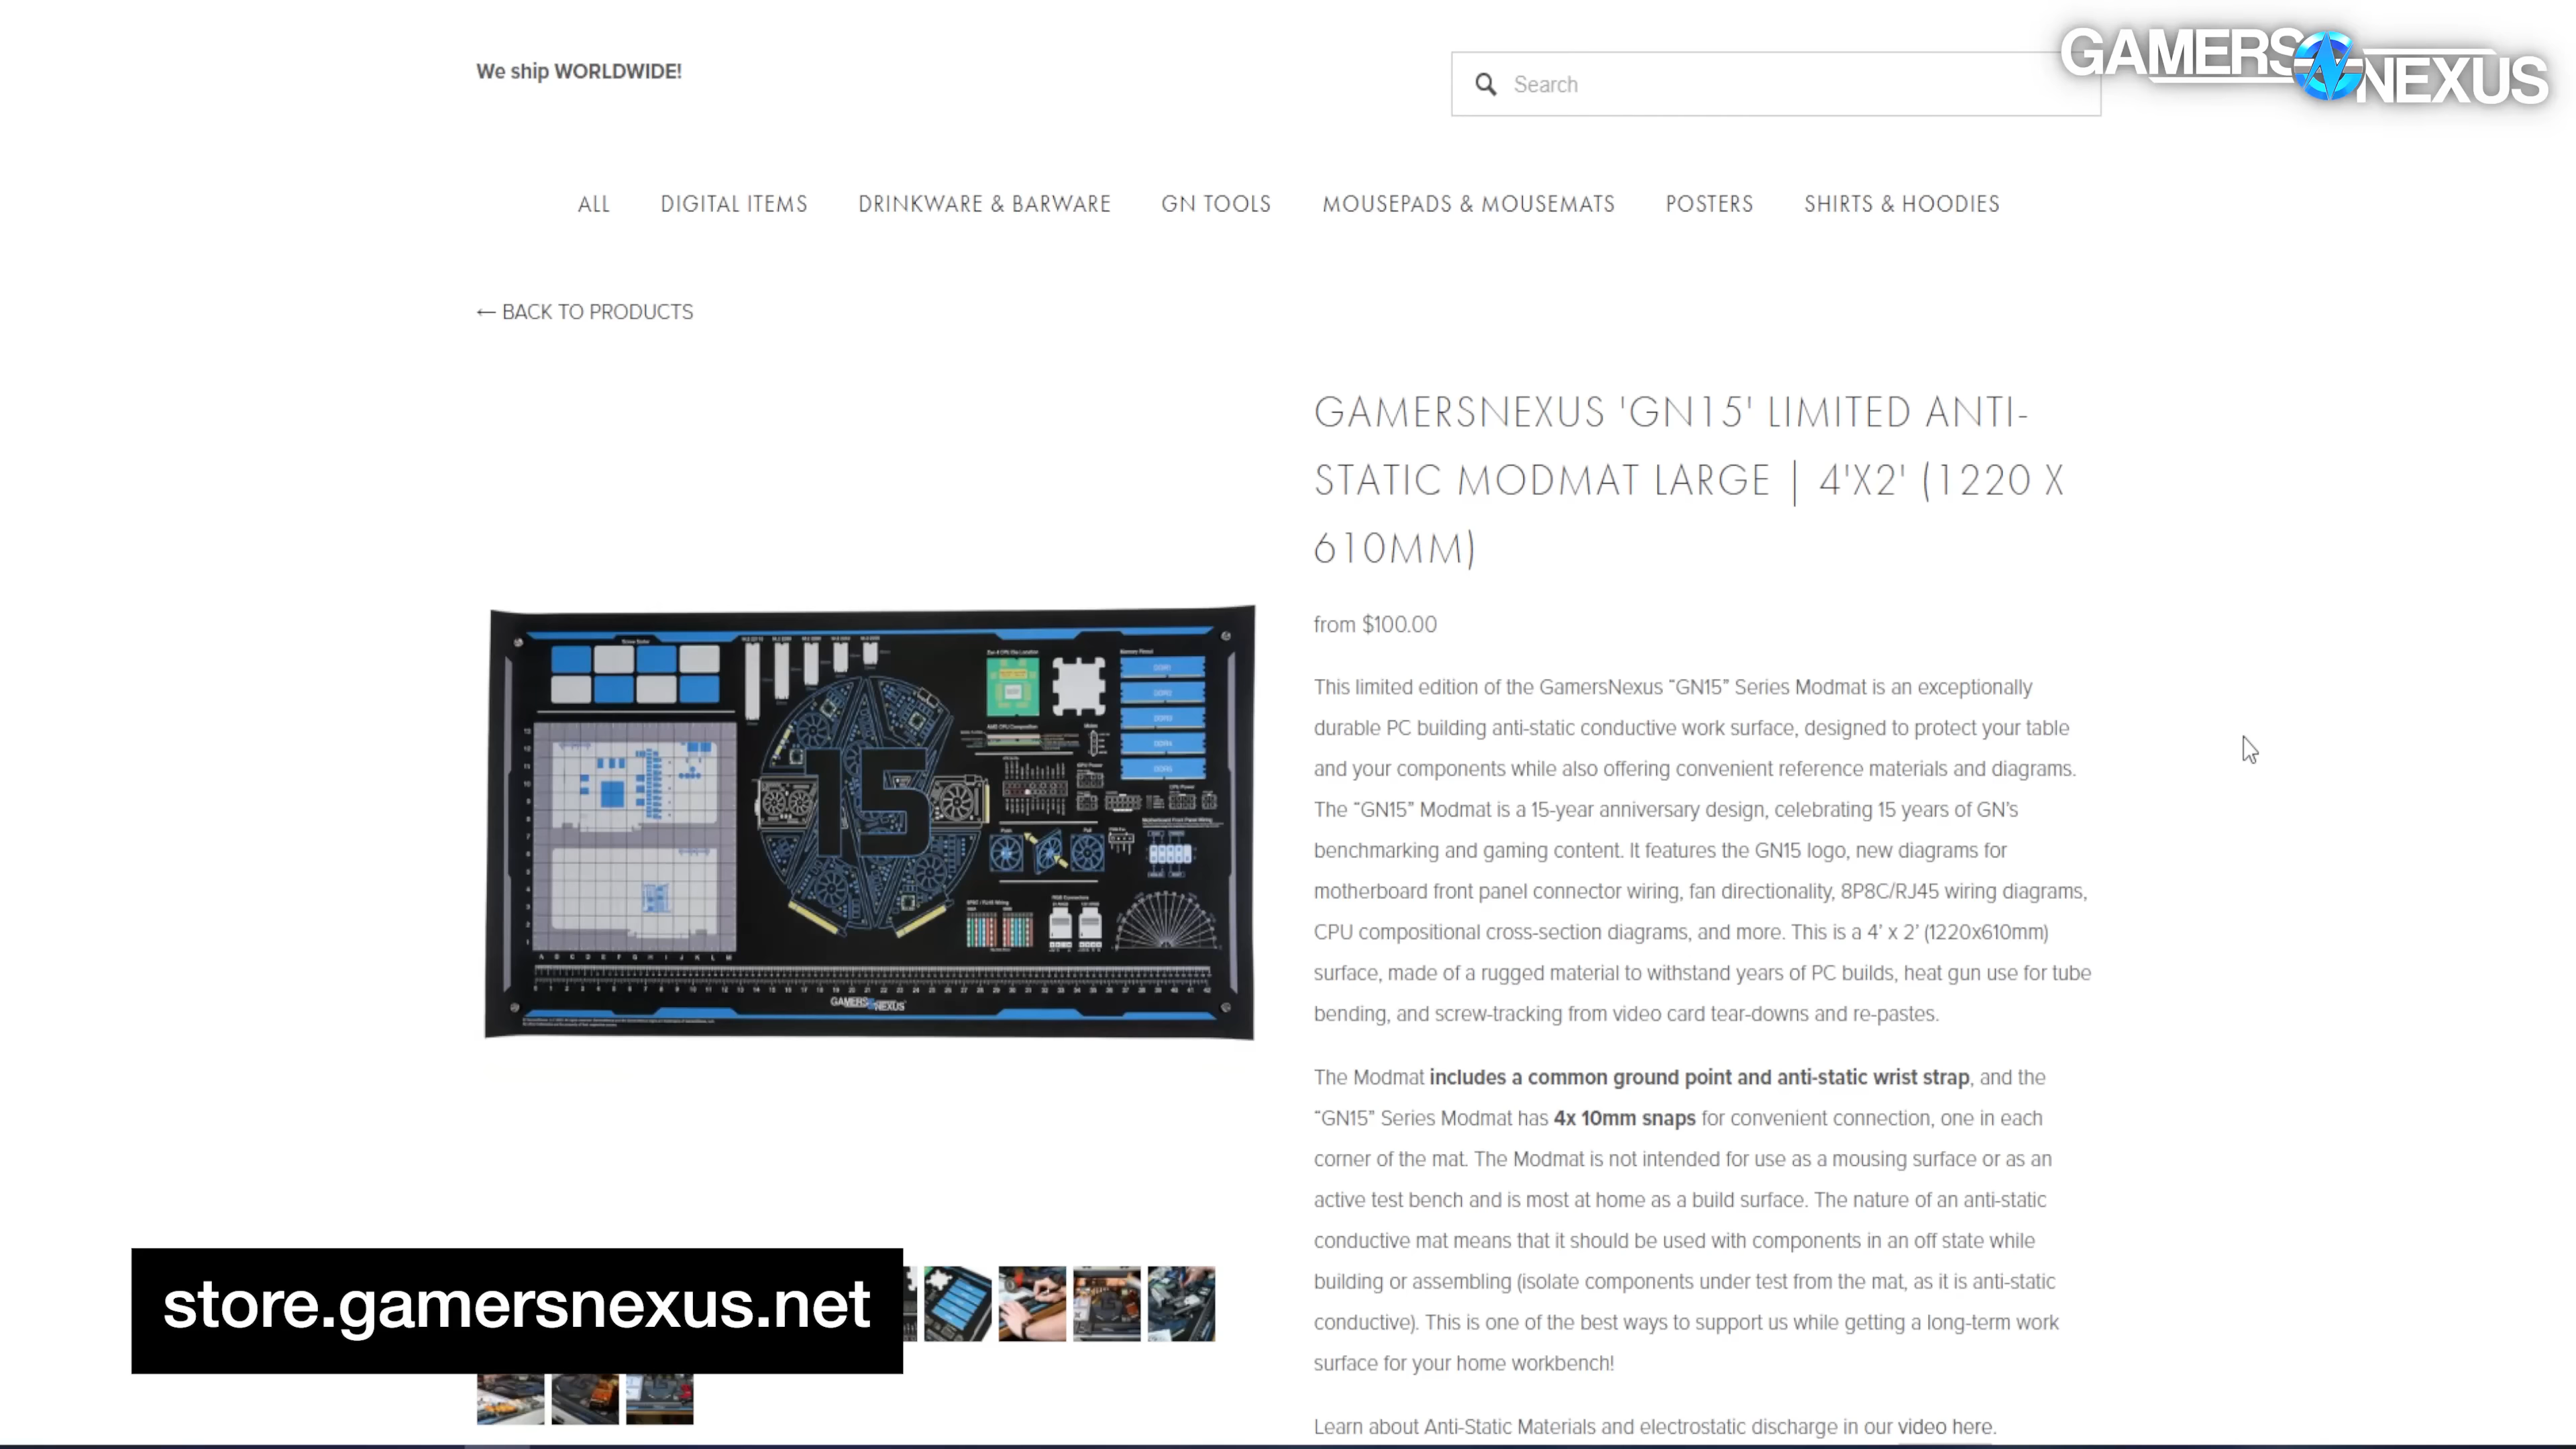 We ship WORLDWIDE!
Search
GAMERS NEXUS
ALL DIGITAL ITEMS DRINKWARE & BARWARE GN TOOLS MOUSEPADS & MOUSEMATS POSTERS SHIRTS & HOODIES
← BACK TO PRODUCTS
GAMERSNEXUS 'GN15' LIMITED ANTI-
STATIC MODMAT LARGE | 4'X2' (1220 X
610MM)
from $100.00
This limited edition of the GamersNexus “GN15” Series Modmat is an exceptionally
durable PC building anti-static conductive work surface, designed to protect your table
and your components while also offering convenient reference materials and diagrams.
The “GN15” Modmat is a 15-year anniversary design, celebrating 15 years of GN’s
benchmarking and gaming content. It features the GN15 logo, new diagrams for
motherboard front panel connector wiring, fan directionality, 8P8C/RJ45 wiring diagrams,
CPU compositional cross-section diagrams, and more. This is a 4’ x 2’ (1220x610mm)
surface, made of a rugged material to withstand years of PC builds, heat gun use for tube
bending, and screw-tracking from video card tear-downs and re-pastes.
The Modmat includes a common ground point and anti-static wrist strap, and the
“GN15” Series Modmat has 4x 10mm snaps for convenient connection, one in each
corner of the mat. The Modmat is not intended for use as a mousing surface or as an
active test bench and is most at home as a build surface. The nature of an anti-static
conductive mat means that it should be used with components in an off state while
building or assembling (isolate components under test from the mat, as it is anti-static
conductive). This is one of the best ways to support us while getting a long-term work
surface for your home workbench!
Learn about Anti-Static Materials and electrostatic discharge in our video here.
15
GAMERS NEXUS
store.gamersnexus.net